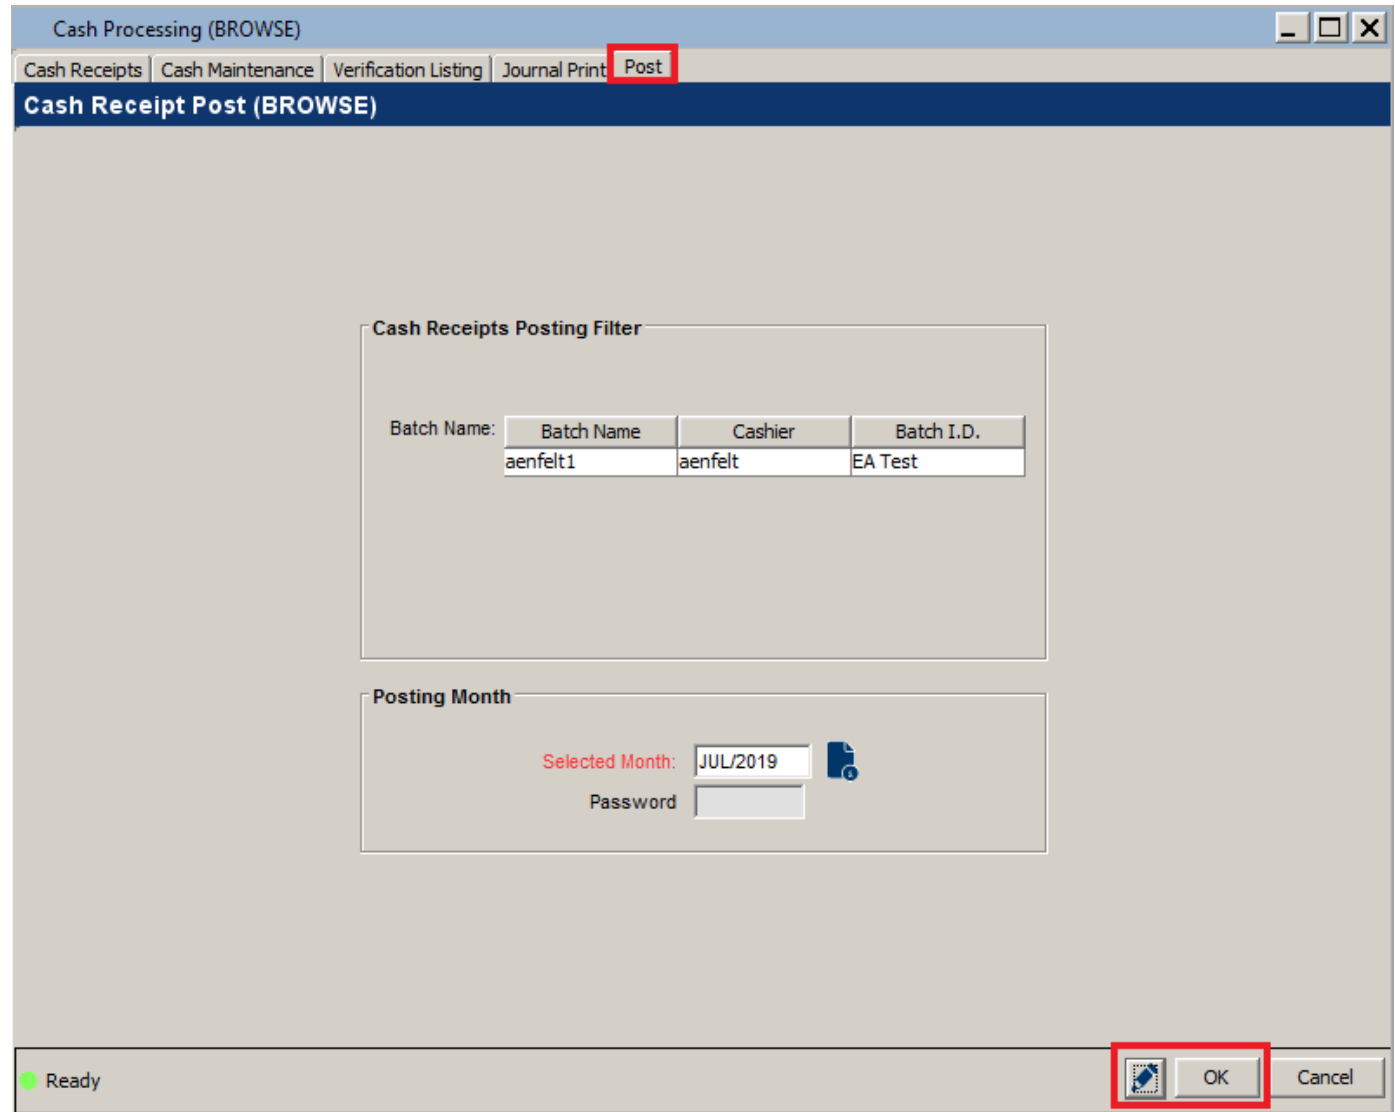 Cash Processing (BROWSE)
Cash Receipts Cash Maintenance Verification Listing Journal Print Post
Cash Receipt Post (BROWSE)
Cash Receipts Posting Filter
Batch Name: Batch Name Cashier Batch I.D.
aenfelt1 aenfelt EA Test
Posting Month
Selected Month: JUL/2019
Password
Ready OK Cancel